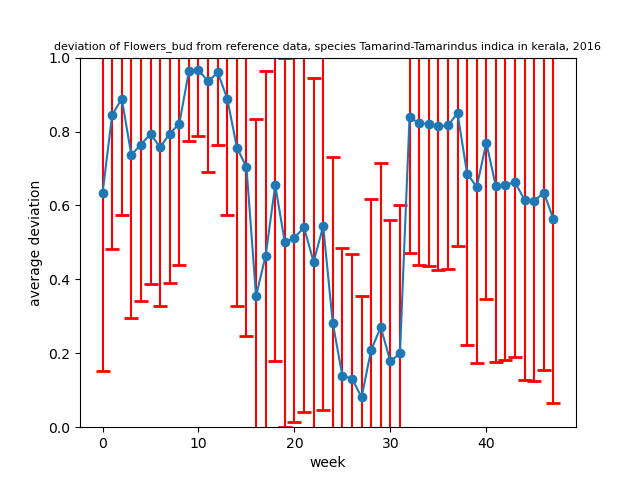 deviation of Flowers_bud from reference data, species Tamarind-Tamarindus indica in kerala, 2016
1.0
0.8
0.6
0.4
0.2
0.0
average deviation
0 10 20 30 40
week